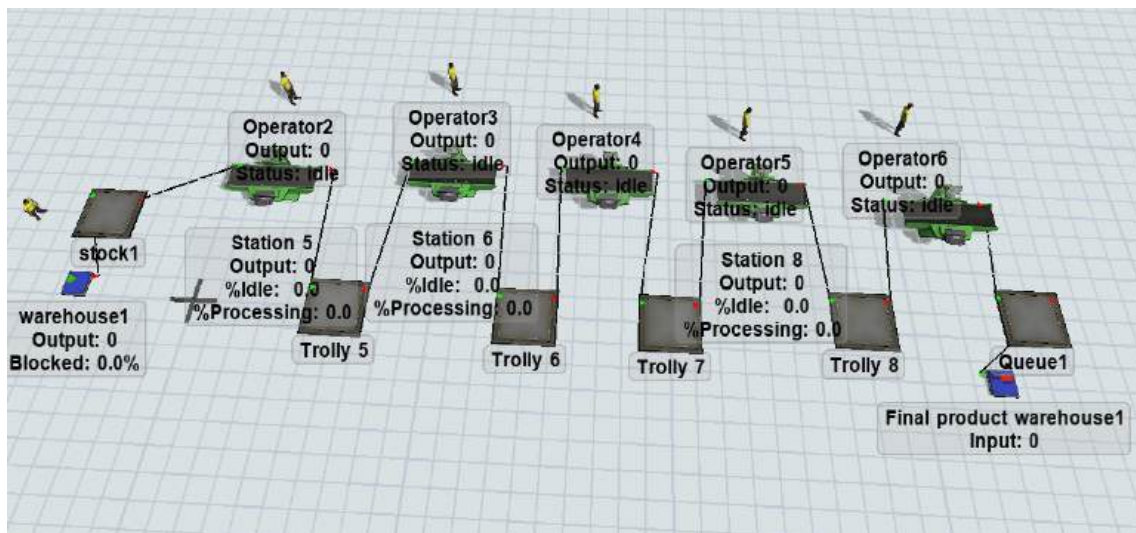 Operator2
Output: 0
Status: idle
Operator3
Output: 0
Status: idle
Operator4
Output: 0
Status: idle
Operator5
Output: 0
Status: idle
Operator6
Output: 0
Status: idle
stock1
warehouse1
Output: 0
Blocked: 0.0%
Station 5
Output: 0
%Idle: 0.0
%Processing: 0.0
Trolly 5
Station 6
Output: 0
%Idle: 0.0
%Processing: 0.0
Trolly 6
Trolly 7
Station 8
Output: 0
%Idle: 0.0
%Processing: 0.0
Trolly 8
Queue1
Final product warehouse1
Input: 0